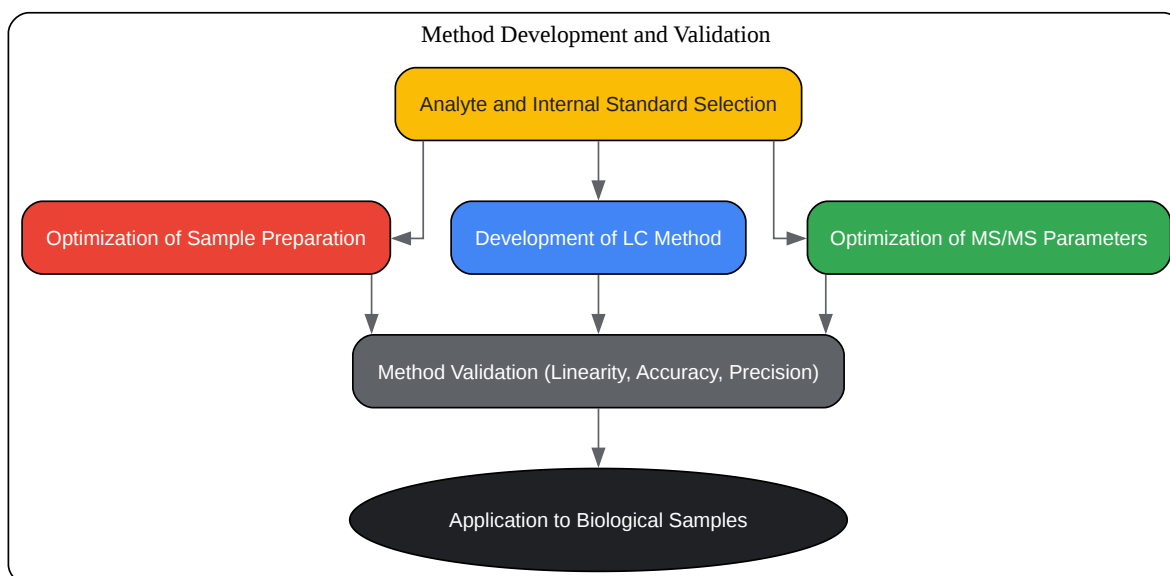 Method Development and Validation
Analyte and Internal Standard Selection
Optimization of Sample Preparation
Development of LC Method
Optimization of MS/MS Parameters
Method Validation (Linearity, Accuracy, Precision)
Application to Biological Samples